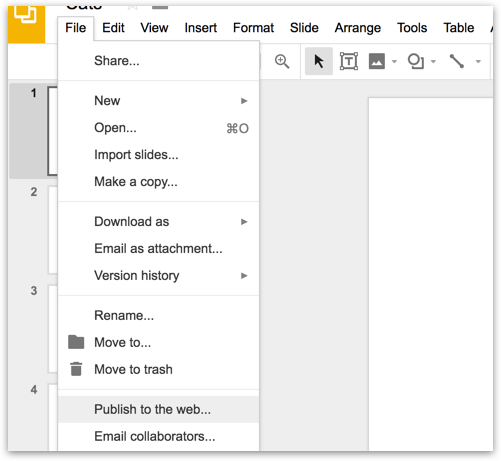 Cats
File Edit View Insert Format Slide Arrange Tools Table
Share...
1
New
Open... ⌘O
Import slides...
Make a copy...
2
Download as
Email as attachment...
Version history
3
Rename...
Move to...
Move to trash
4
Publish to the web...
Email collaborators...